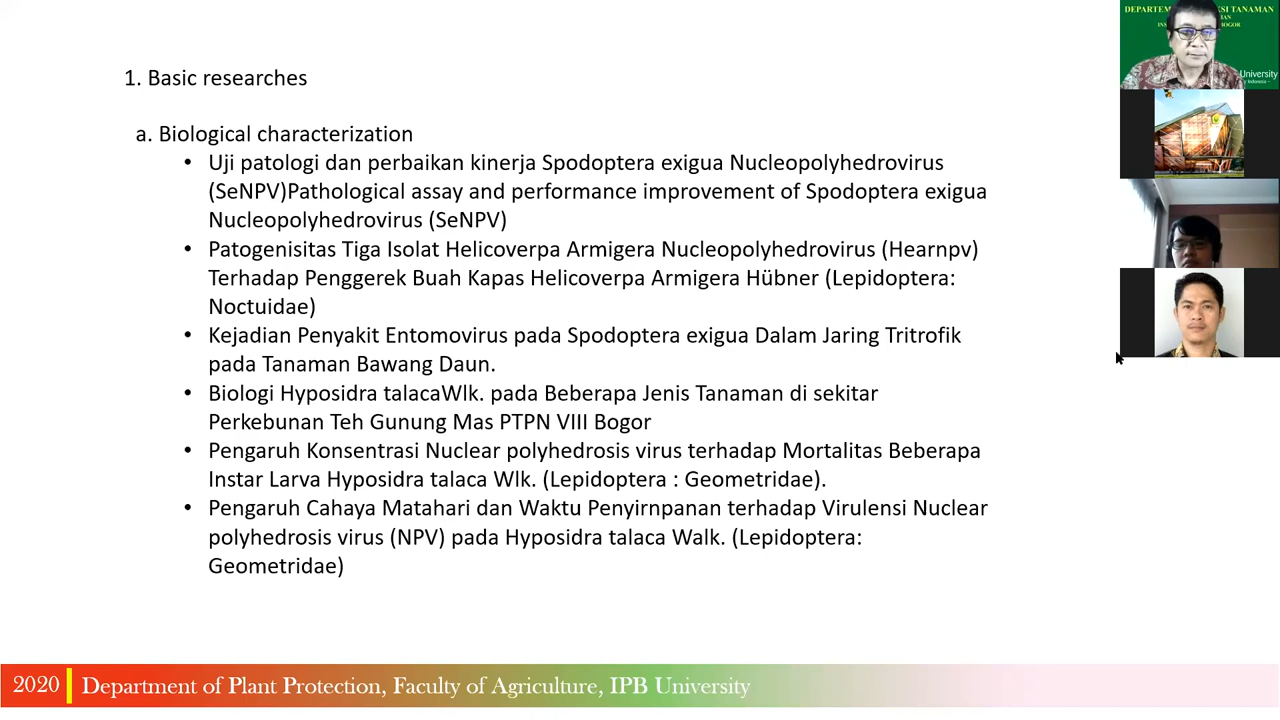 1. Basic researches
a. Biological characterization
• Uji patologi dan perbaikan kinerja Spodoptera exigua Nucleopolyhedrovirus
(SeNPV)Pathological assay and performance improvement of Spodoptera exigua
Nucleopolyhedrovirus (SeNPV)
• Patogenisitas Tiga Isolat Helicoverpa Armigera Nucleopolyhedrovirus (Hearnpv)
Terhadap Penggerek Buah Kapas Helicoverpa Armigera Hübner (Lepidoptera:
Noctuidae)
• Kejadian Penyakit Entomovirus pada Spodoptera exigua Dalam Jaring Tritrofik
pada Tanaman Bawang Daun.
• Biologi Hyposidra talacaWlk. pada Beberapa Jenis Tanaman di sekitar
Perkebunan Teh Gunung Mas PTPN VIII Bogor
• Pengaruh Konsentrasi Nuclear polyhedrosis virus terhadap Mortalitas Beberapa
Instar Larva Hyposidra talaca Wlk. (Lepidoptera : Geometridae).
• Pengaruh Cahaya Matahari dan Waktu Penyirnpanan terhadap Virulensi Nuclear
polyhedrosis virus (NPV) pada Hyposidra talaca Walk. (Lepidoptera:
Geometridae)
2020 Department of Plant Protection, Faculty of Agriculture, IPB University
TANAMAN
University